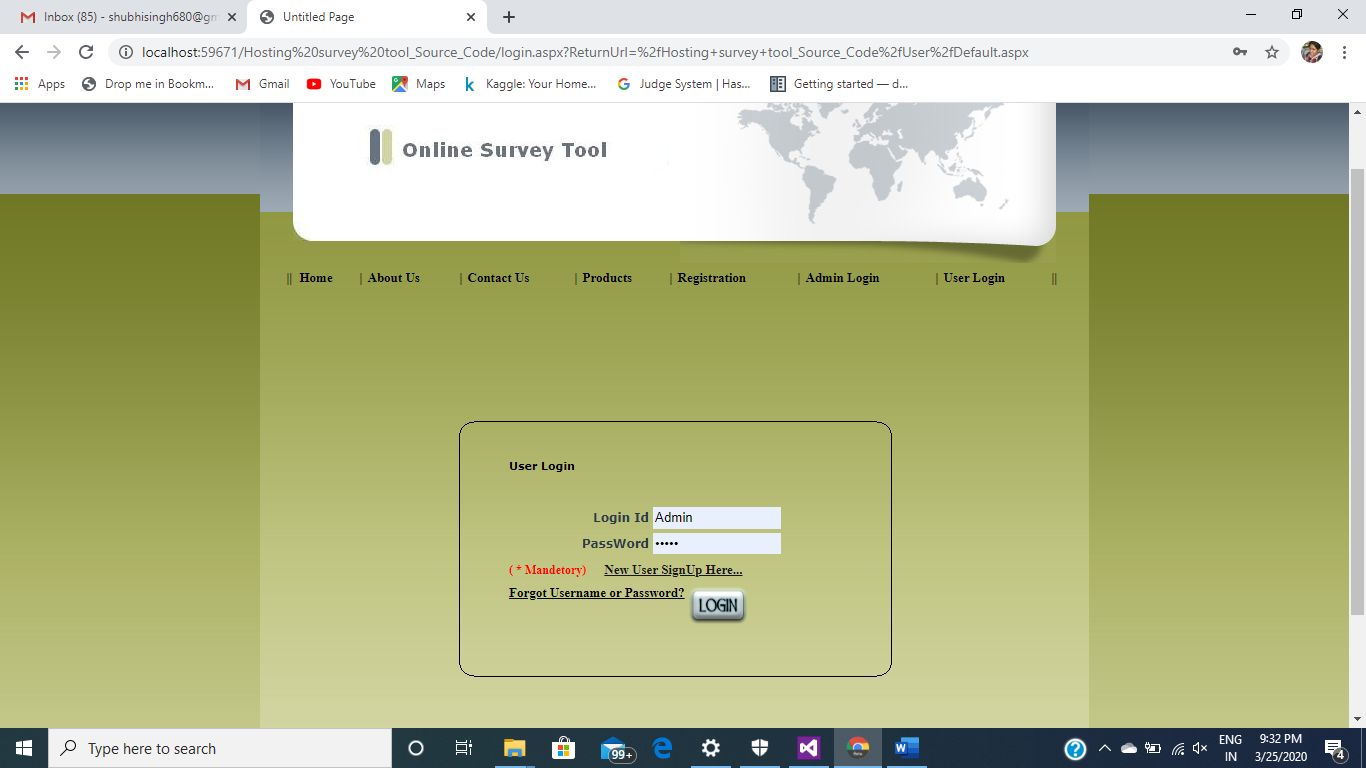 Inbox (85) - shubhisingh680@gm
Untitled Page
localhost:59671/Hosting%20survey%20tool_Source_Code/login.aspx?ReturnUrl=%2fHosting+survey+tool_Source_Code%2fUser%2fDefault.aspx
Apps Drop me in Bookm... Gmail YouTube Maps Kaggle: Your Home... Judge System | Has... Getting started — d...
Online Survey Tool
|| Home | About Us | Contact Us | Products | Registration | Admin Login | User Login ||
User Login
Login Id Admin
PassWord •••••
( * Mandetory) New User SignUp Here...
Forgot Username or Password? LOGIN
Type here to search
99+
ENG
IN
9:32 PM
3/25/2020
4